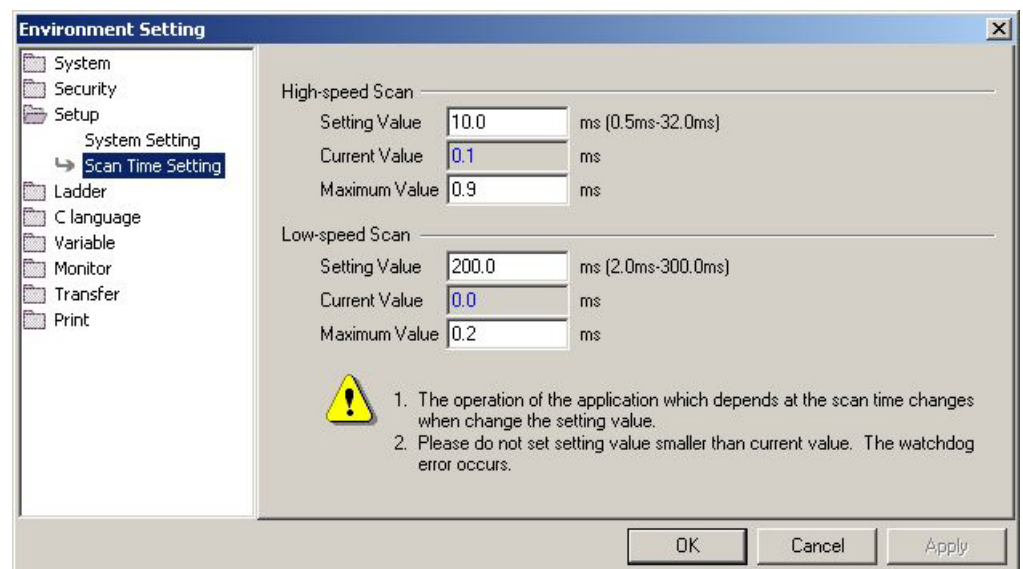 Environment Setting
System
Security
Setup
System Setting
Scan Time Setting
Ladder
C language
Variable
Monitor
Transfer
Print
High-speed Scan
Setting Value 10.0 ms (0.5ms-32.0ms)
Current Value 0.1 ms
Maximum Value 0.9 ms
Low-speed Scan
Setting Value 200.0 ms (2.0ms-300.0ms)
Current Value 0.0 ms
Maximum Value 0.2 ms
1. The operation of the application which depends at the scan time changes
when change the setting value.
2. Please do not set setting value smaller than current value. The watchdog
error occurs.
OK Cancel Apply